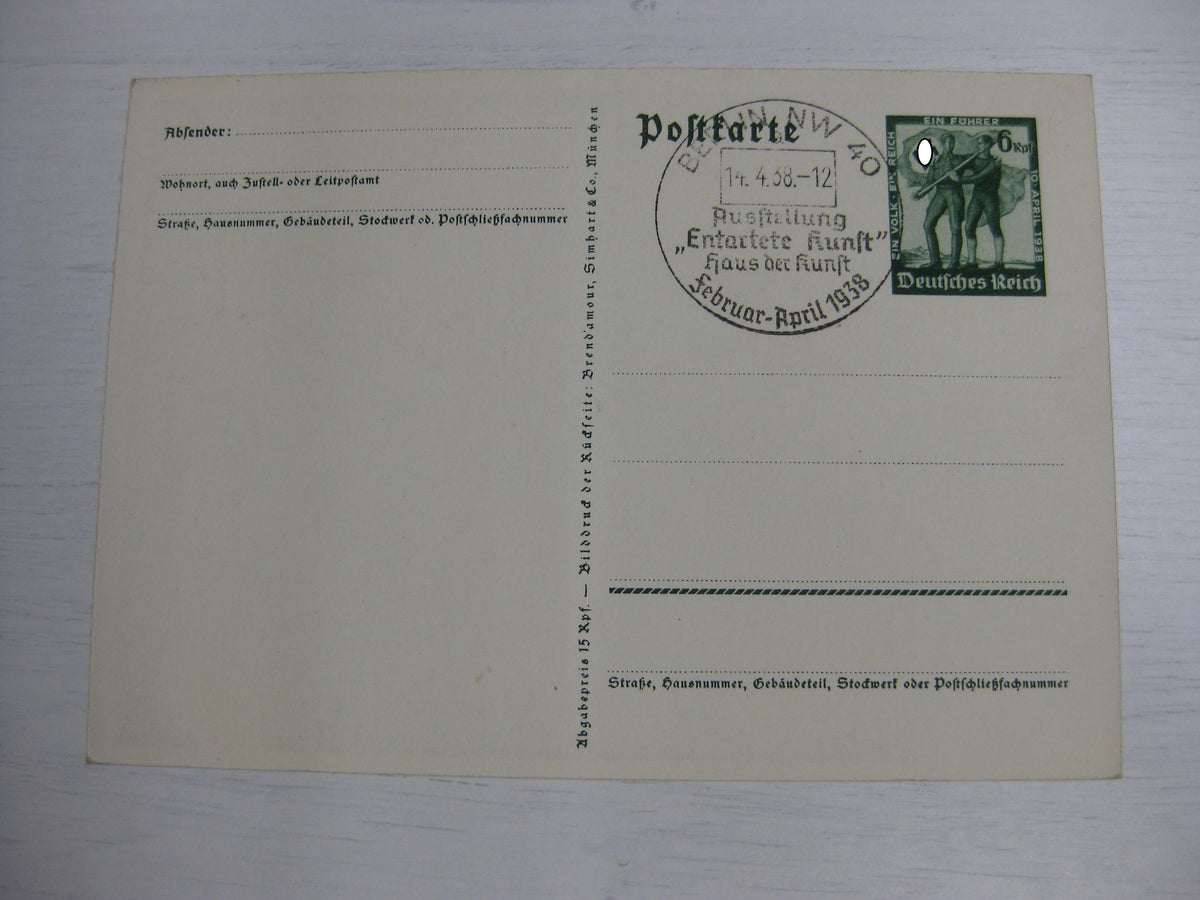 Absender:
Wohnort, auch Zustell- oder Leitpostamt
Straße, Hausnummer, Gebäudeteil, Stockwerk od. Postschließfachnummer
Abgabepreis 15 Rpf. — Bilddruck der Rückseite: Brend'amour, Simhart & Co., München
Postkarte
BERLIN NW 40
14.4.38.–12
Ausstellung
„Entartete Kunst”
Haus der Kunst
Februar-April 1938
EIN VOLK · EIN REICH
EIN FÜHRER
10. APRIL 1938
6 Rpf
Deutsches Reich
Straße, Hausnummer, Gebäudeteil, Stockwerk oder Postschließfachnummer